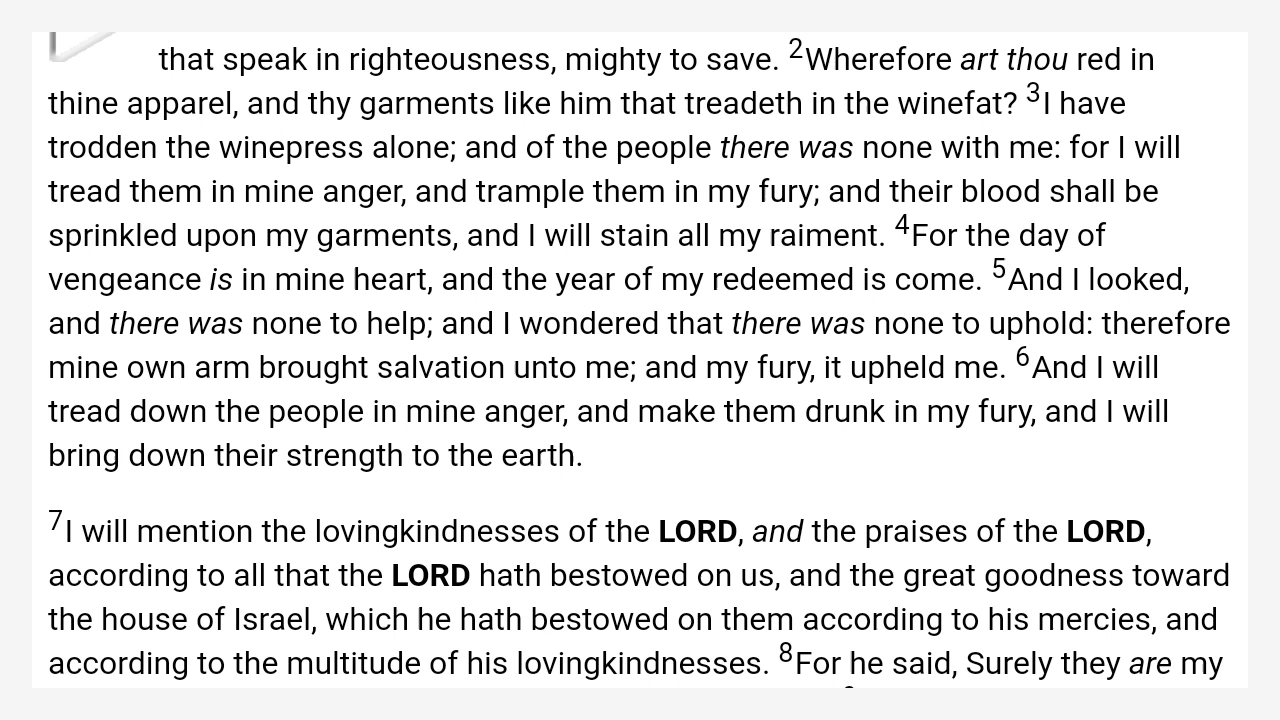 that speak in righteousness, mighty to save. 2Wherefore art thou red in
thine apparel, and thy garments like him that treadeth in the winefat? 3I have
trodden the winepress alone; and of the people there was none with me: for I will
tread them in mine anger, and trample them in my fury; and their blood shall be
sprinkled upon my garments, and I will stain all my raiment. 4For the day of
vengeance is in mine heart, and the year of my redeemed is come. 5And I looked,
and there was none to help; and I wondered that there was none to uphold: therefore
mine own arm brought salvation unto me; and my fury, it upheld me. 6And I will
tread down the people in mine anger, and make them drunk in my fury, and I will
bring down their strength to the earth.
7I will mention the lovingkindnesses of the LORD, and the praises of the LORD,
according to all that the LORD hath bestowed on us, and the great goodness toward
the house of Israel, which he hath bestowed on them according to his mercies, and
according to the multitude of his lovingkindnesses. 8For he said, Surely they are my